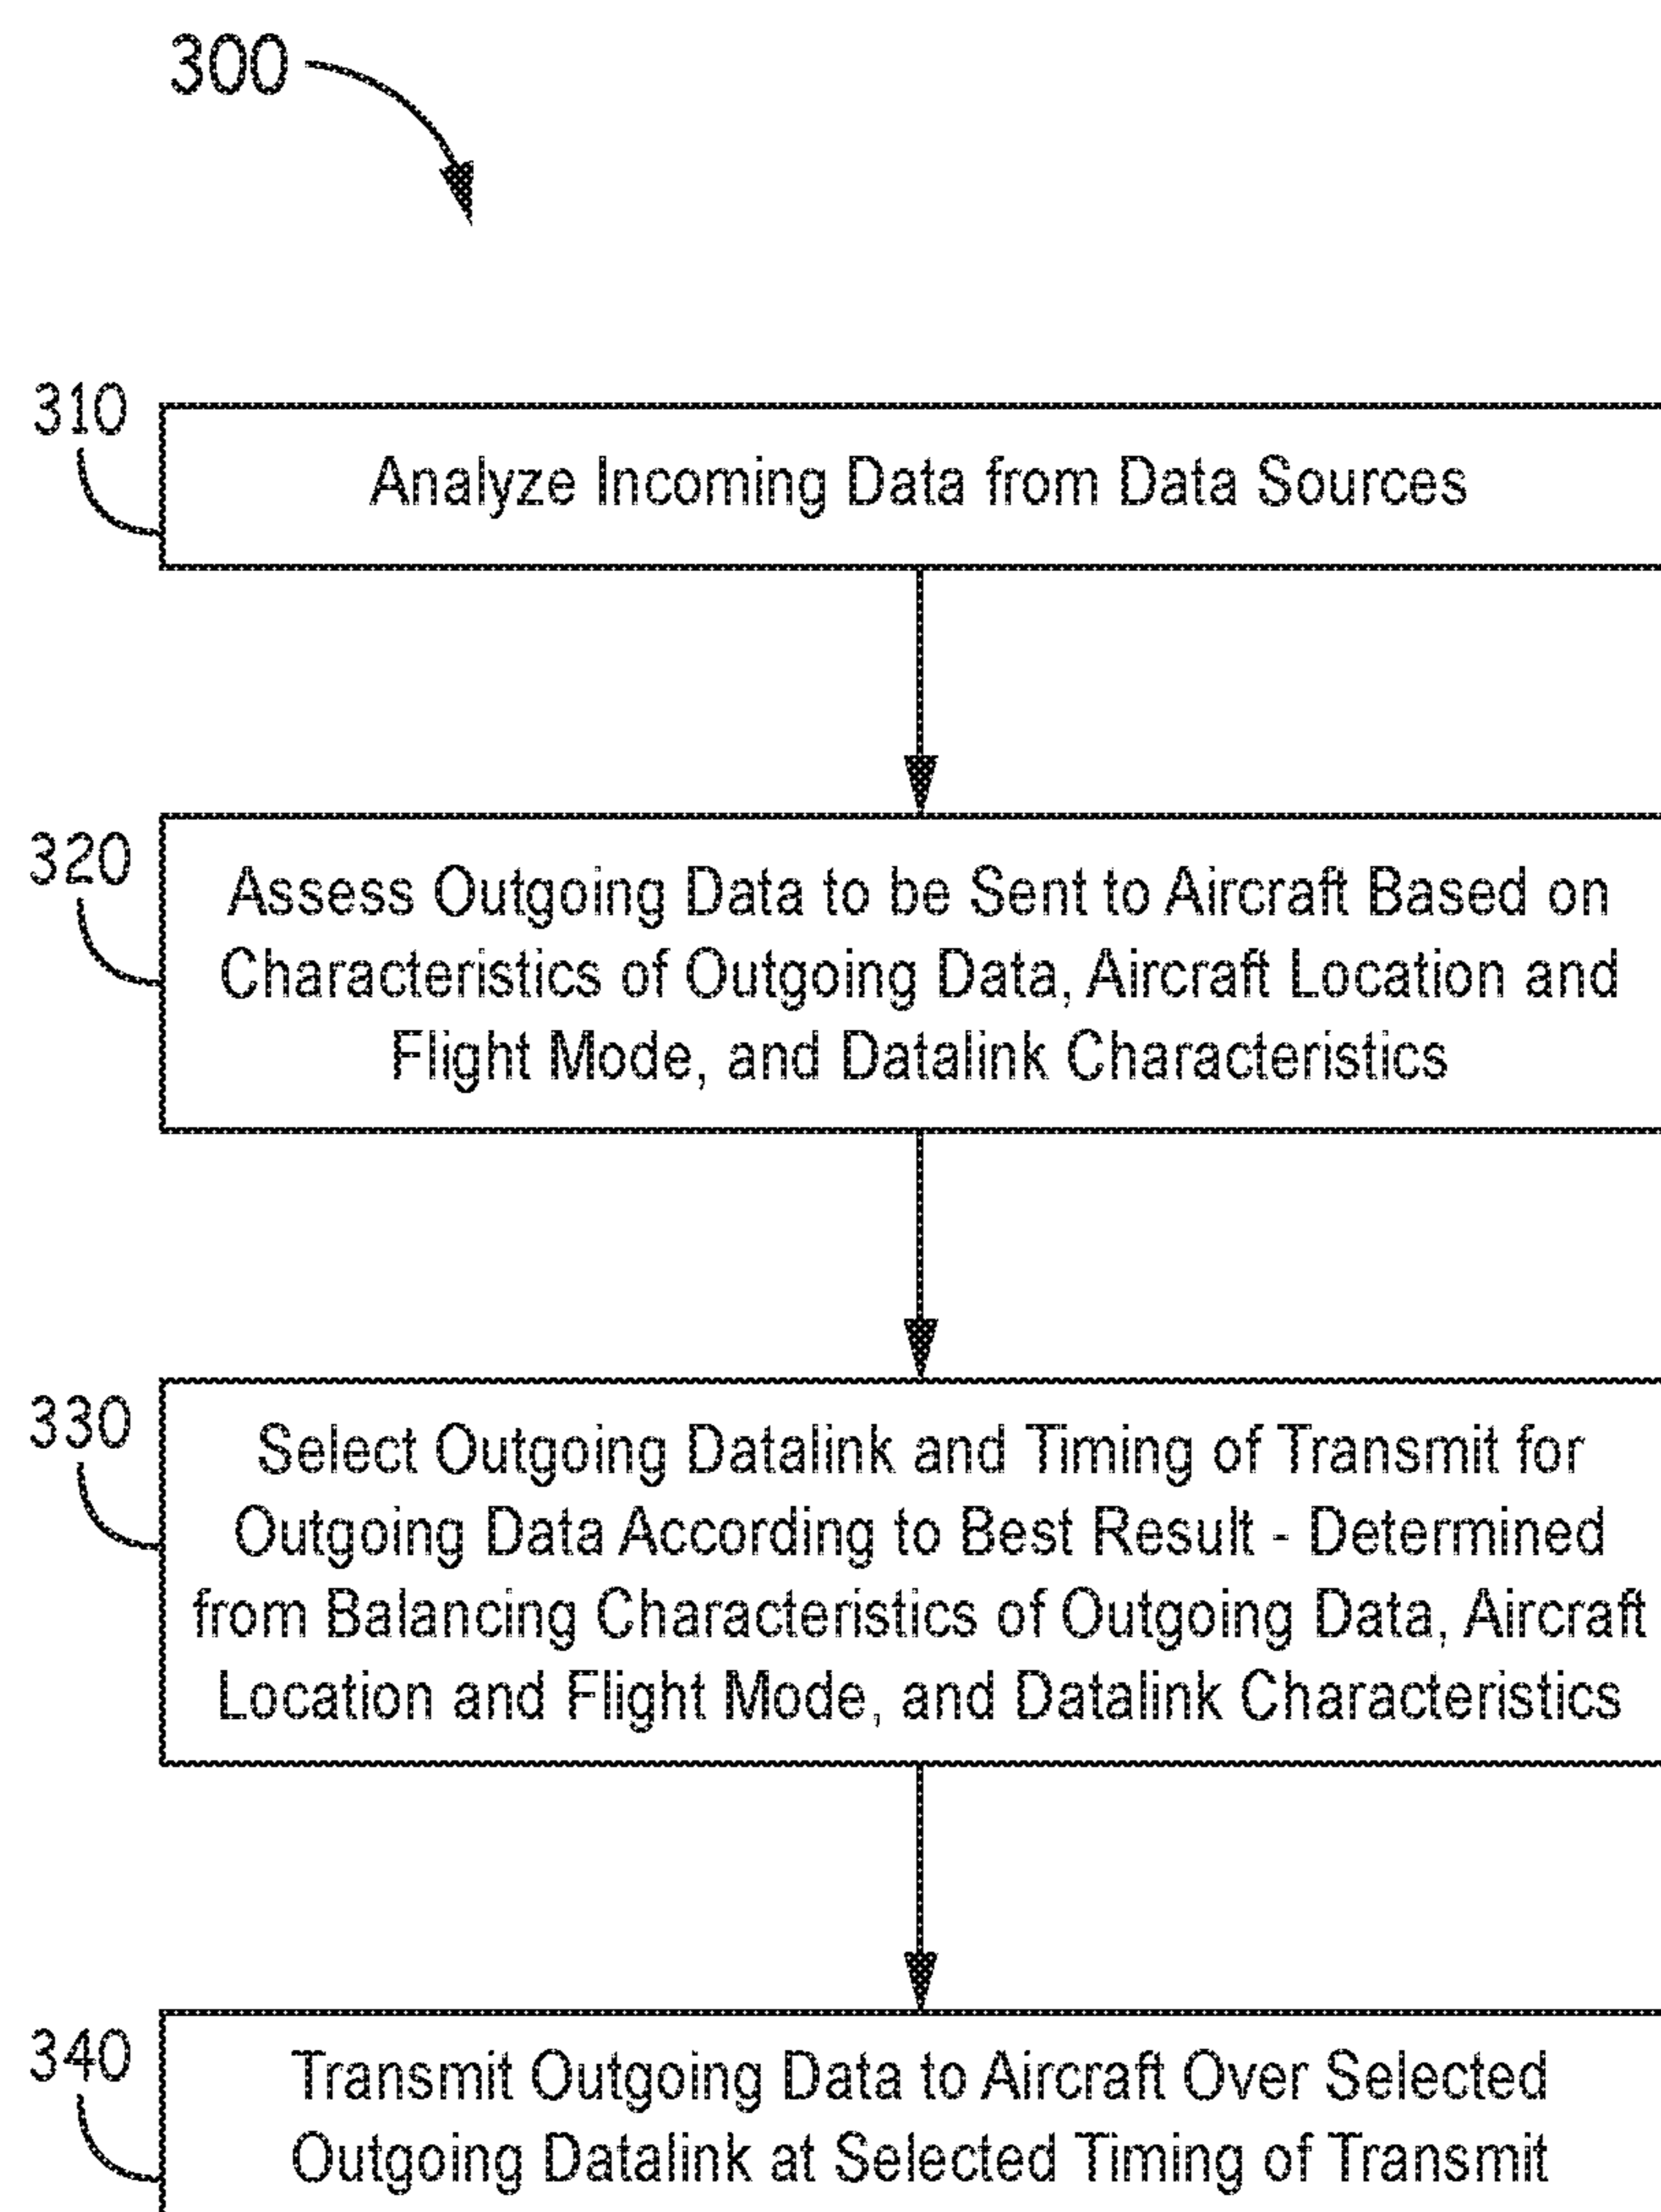 300
310
Analyze Incoming Data from Data Sources
320
Assess Outgoing Data to be Sent to Aircraft Based on
Characteristics of Outgoing Data, Aircraft Location and
Flight Mode, and Datalink Characteristics
330
Select Outgoing Datalink and Timing of Transmit for
Outgoing Data According to Best Result - Determined
from Balancing Characteristics of Outgoing Data, Aircraft
Location and Flight Mode, and Datalink Characteristics
340
Transmit Outgoing Data to Aircraft Over Selected
Outgoing Datalink at Selected Timing of Transmit